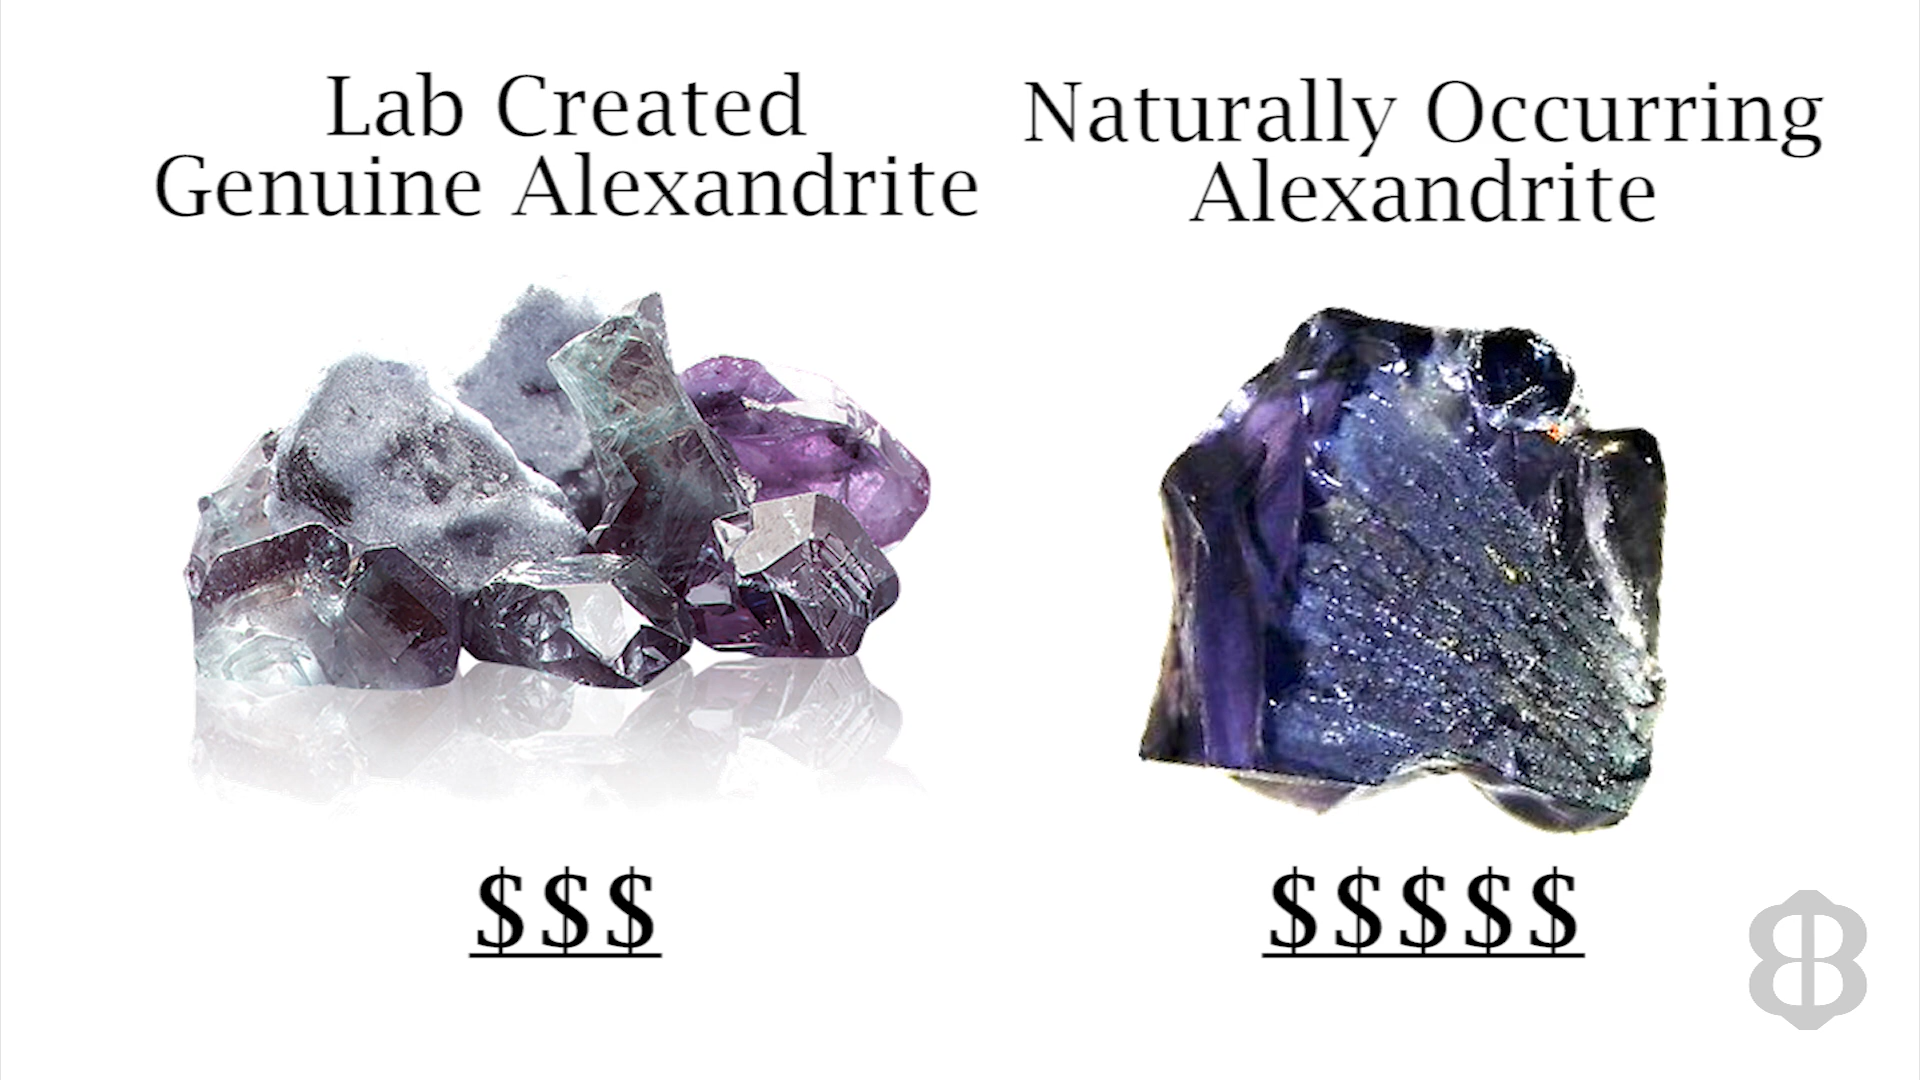 Lab Created
Genuine Alexandrite
Naturally Occurring
Alexandrite
$$$
$$$$$